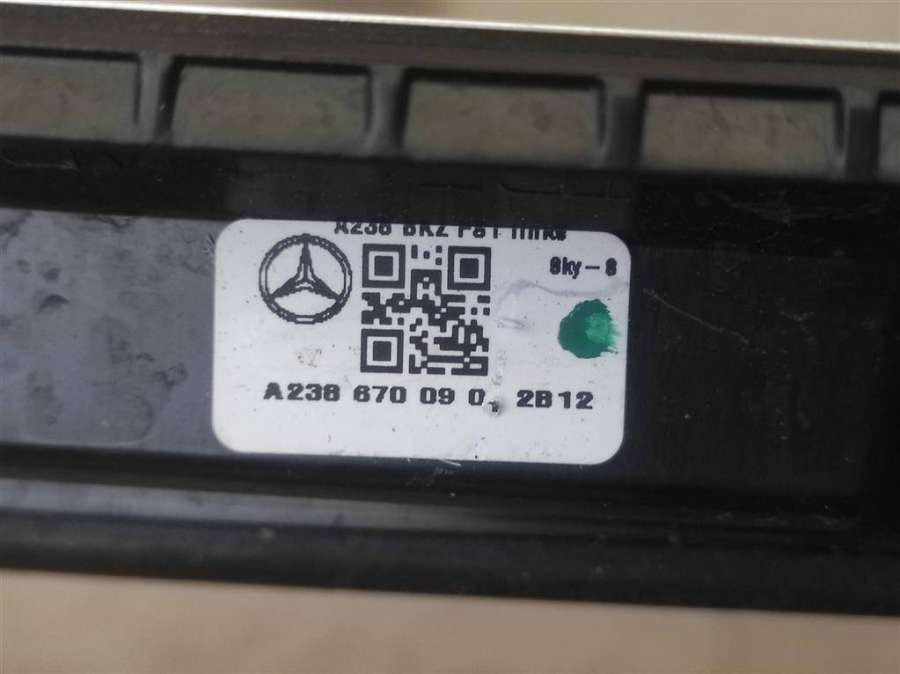 A238 BKZ FST links
Sky-S
A238 670 09 0, 2B12